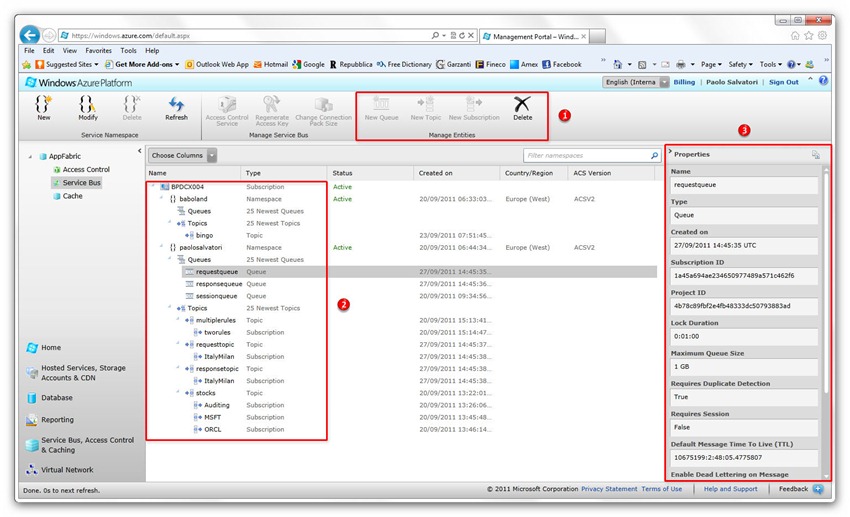 https://windows.azure.com/default.aspx
Management Portal – Wind...
File Edit View Favorites Tools Help
Suggested Sites Get More Add-ons Outlook Web App Hotmail Google Repubblica Free Dictionary Garzanti Fineco Amex Facebook
Page Safety Tools
Windows Azure Platform
English (Interna Billing Paolo Salvatori Sign Out
New Modify Delete Refresh Access Control Service Regenerate Access Key Change Connection Pack Size New Queue New Topic New Subscription Delete
Service Namespace Manage Service Bus Manage Entities
1
3
AppFabric
Access Control
Service Bus
Cache
Choose Columns
Filter namespaces
Name Type Status Created on Country/Region ACS Version
BPDCX004 Subscription Active
baboland Namespace Active 20/09/2011 06:33:03... Europe (West) ACSV2
Queues 25 Newest Queues
Topics 25 Newest Topics
bingo Topic 23/09/2011 07:51:45...
paolosalvatori Namespace Active 20/09/2011 06:44:34... Europe (West) ACSV2
Queues 25 Newest Queues
requestqueue Queue 27/09/2011 14:45:35...
responsequeue Queue 27/09/2011 14:45:36...
sessionqueue Queue 20/09/2011 09:34:56...
2
Topics 25 Newest Topics
multiplerules Topic 20/09/2011 15:13:41...
tworules Subscription 20/09/2011 15:14:47...
requesttopic Topic 27/09/2011 14:45:37...
ItalyMilan Subscription 27/09/2011 14:45:38...
responsetopic Topic 27/09/2011 14:45:38...
ItalyMilan Subscription 27/09/2011 14:45:38...
stocks Topic 20/09/2011 13:22:01...
Auditing Subscription 20/09/2011 13:26:06...
MSFT Subscription 20/09/2011 13:45:48...
ORCL Subscription 20/09/2011 13:46:14...
Properties
Name
requestqueue
Type
Queue
Created on
27/09/2011 14:45:35 UTC
Subscription ID
1a45a694ae234650977489a571c462f6
Project ID
4b78c89fbf2e4fb48333dc50793883ad
Lock Duration
0:01:00
Maximum Queue Size
1 GB
Requires Duplicate Detection
True
Requires Session
False
Default Message Time To Live (TTL)
10675199:2:48:05.4775807
Enable Dead Lettering on Message
Home
Hosted Services, Storage
Accounts & CDN
Database
Reporting
Service Bus, Access Control
& Caching
Virtual Network
Done. 0s to next refresh.
© 2011 Microsoft Corporation Privacy Statement Terms of Use Help and Support Feedback